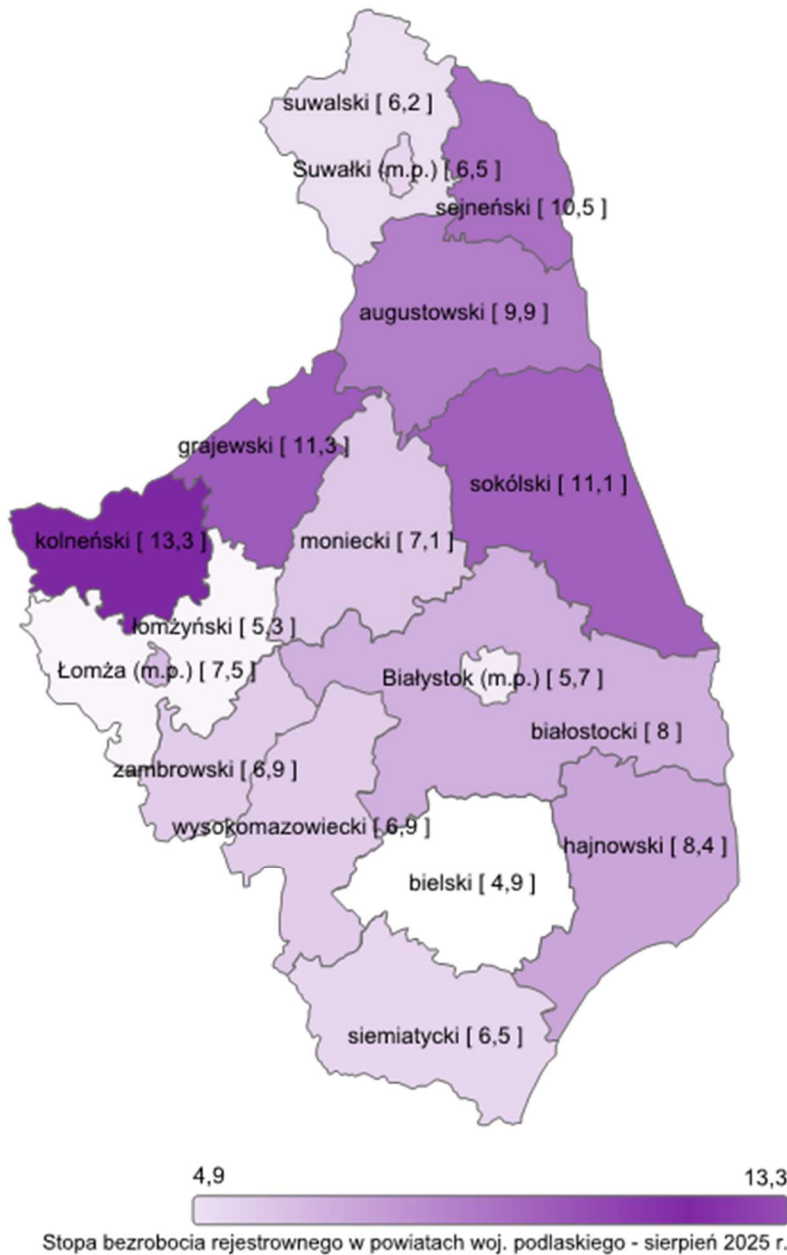 suwalski [ 6,2 ]
Suwałki (m.p.) [ 6,5 ]
sejneński [ 10,5 ]
augustowski [ 9,9 ]
grajewski [ 11,3 ]
sokólski [ 11,1 ]
kolneński [ 13,3 ]
moniecki [ 7,1 ]
łomżyński [ 5,3 ]
Łomża (m.p.) [ 7,5 ]
Białystok (m.p.) [ 5,7 ]
białostocki [ 8 ]
zambrowski [ 6,9 ]
wysokomazowiecki [ 6,9 ]
hajnowski [ 8,4 ]
bielski [ 4,9 ]
siemiatycki [ 6,5 ]
4,9 13,3
Stopa bezrobocia rejestrownego w powiatach woj. podlaskiego - sierpień 2025 r.